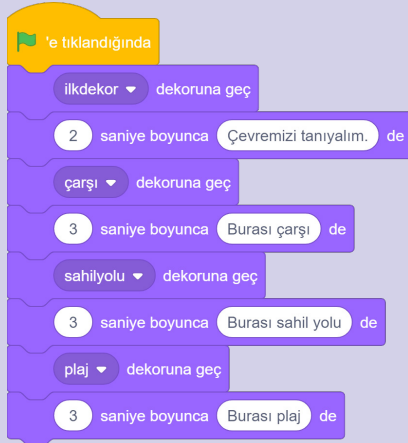 'e tıklandığında
ilkdekor dekoruna geç
2 saniye boyunca Çevremizi tanıyalım. de
çarşı dekoruna geç
3 saniye boyunca Burası çarşı de
sahilyolu dekoruna geç
3 saniye boyunca Burası sahil yolu de
plaj dekoruna geç
3 saniye boyunca Burası plaj de